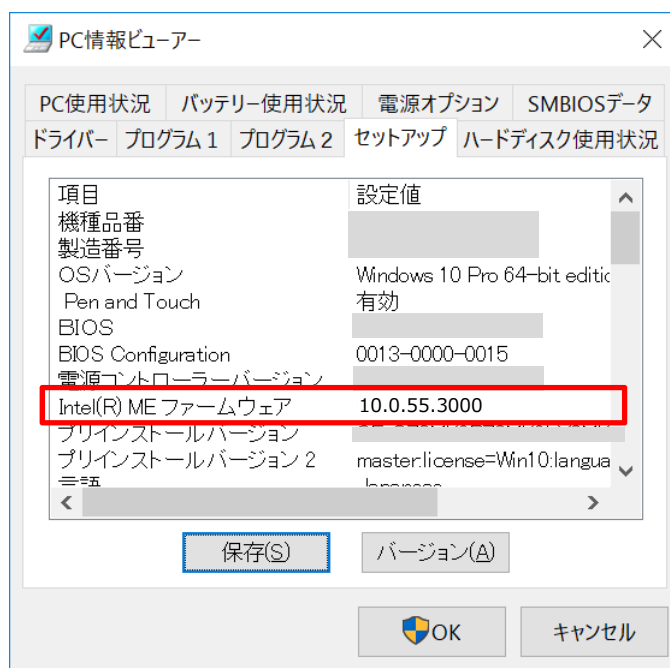 PC情報ビューアー
PC使用状況 バッテリー使用状況 電源オプション SMBIOSデータ
ドライバー プログラム 1 プログラム 2 セットアップ ハードディスク使用状況
項目 設定値
機種品番
製造番号
OSバージョン Windows 10 Pro 64-bit editic
Pen and Touch 有効
BIOS
BIOS Configuration 0013-0000-0015
電源コントローラーバージョン
Intel(R) ME ファームウェア 10.0.55.3000
プリインストールバージョン
プリインストールバージョン 2 master:license=Win10:langua
言語 Japanese
保存(S) バージョン(A)
OK キャンセル